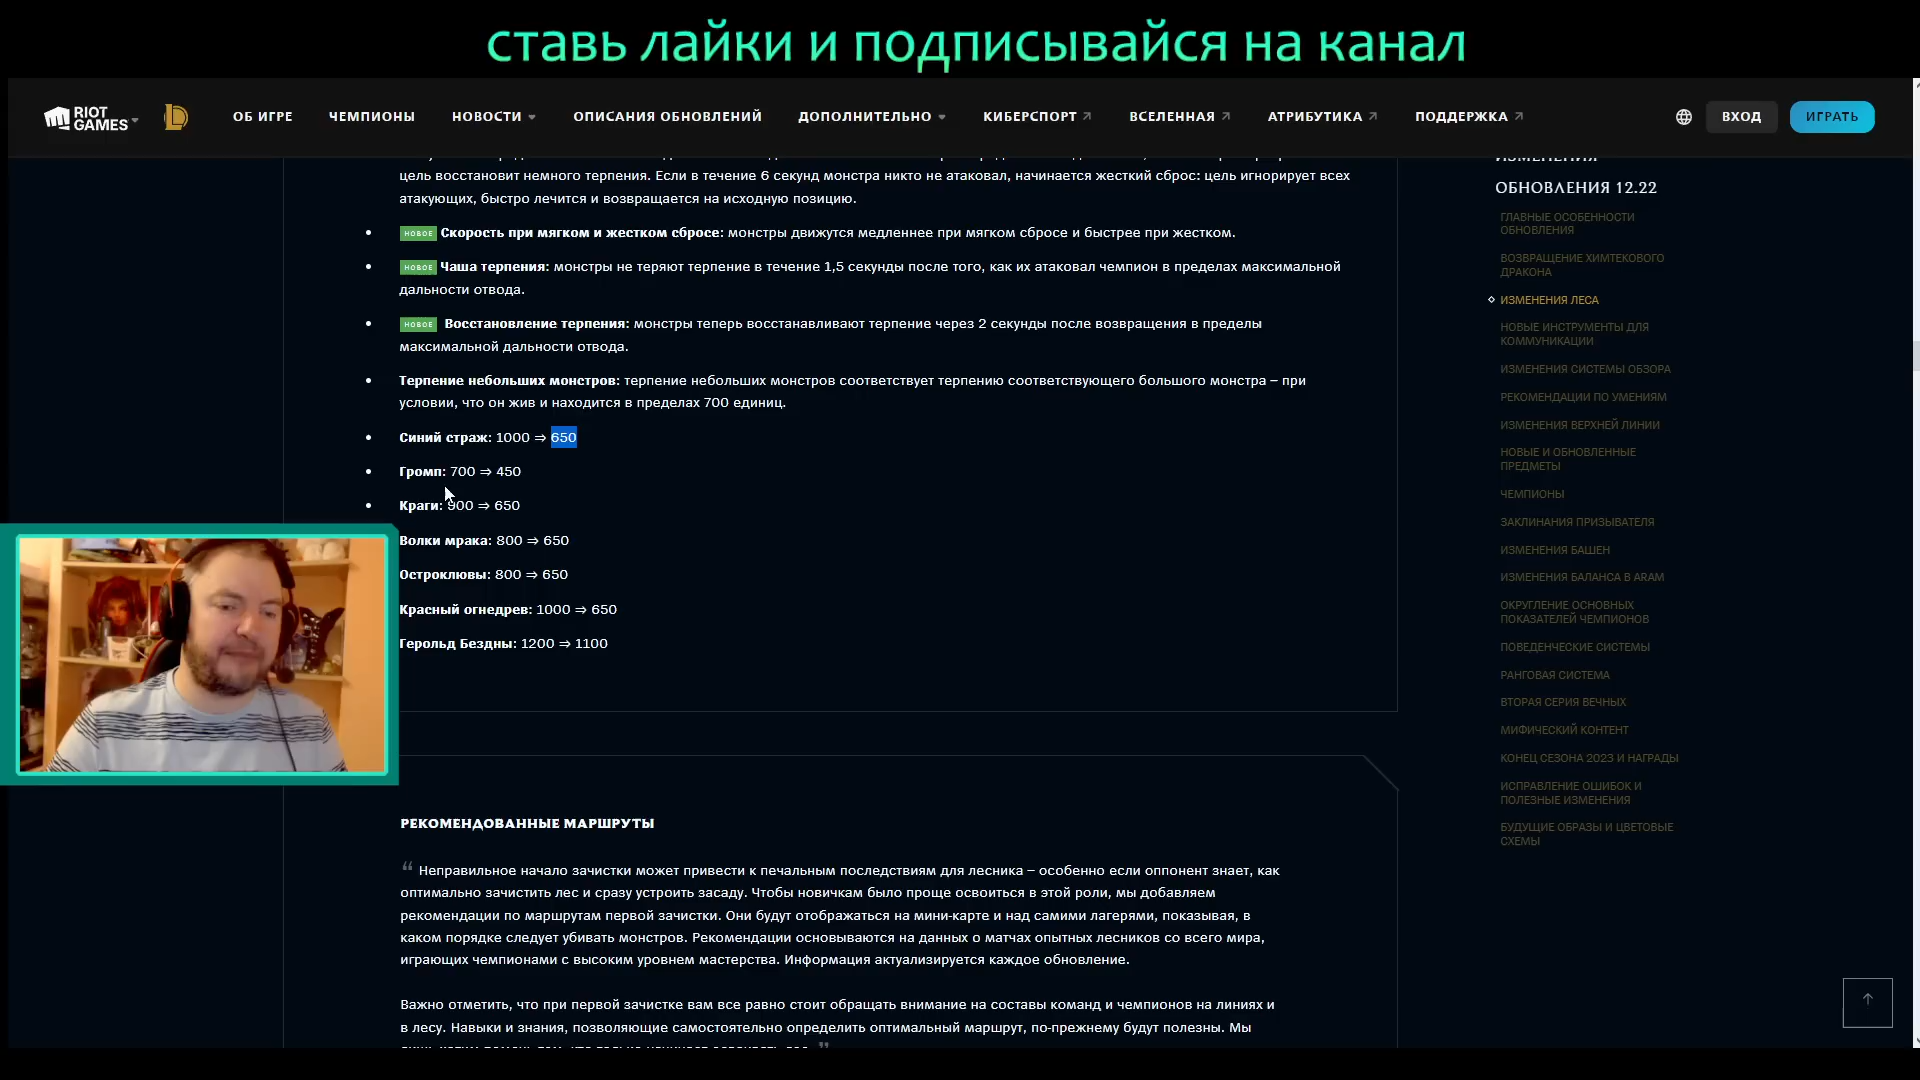 ставь лайки и подписывайся на канал
RIOT GAMES
ОБ ИГРЕ ЧЕМПИОНЫ НОВОСТИ ОПИСАНИЯ ОБНОВЛЕНИЙ ДОПОЛНИТЕЛЬНО КИБЕРСПОРТ ВСЕЛЕННАЯ АТРИБУТИКА ПОДДЕРЖКА ВХОД ИГРАТЬ
цель восстановит немного терпения. Если в течение 6 секунд монстра никто не атаковал, начинается жесткий сброс: цель игнорирует всех
атакующих, быстро лечится и возвращается на исходную позицию.
• НОВОЕ Скорость при мягком и жестком сбросе: монстры движутся медленнее при мягком сбросе и быстрее при жестком.
• НОВОЕ Чаша терпения: монстры не теряют терпение в течение 1,5 секунды после того, как их атаковал чемпион в пределах максимальной
дальности отвода.
• НОВОЕ Восстановление терпения: монстры теперь восстанавливают терпение через 2 секунды после возвращения в пределы
максимальной дальности отвода.
• Терпение небольших монстров: терпение небольших монстров соответствует терпению соответствующего большого монстра – при
условии, что он жив и находится в пределах 700 единиц.
• Синий страж: 1000 ⇒ 650
• Громп: 700 ⇒ 450
• Краги: 900 ⇒ 650
Волки мрака: 800 ⇒ 650
Остроклювы: 800 ⇒ 650
Красный огнедрев: 1000 ⇒ 650
Герольд Бездны: 1200 ⇒ 1100
РЕКОМЕНДОВАННЫЕ МАРШРУТЫ
“ Неправильное начало зачистки может привести к печальным последствиям для лесника – особенно если оппонент знает, как
оптимально зачистить лес и сразу устроить засаду. Чтобы новичкам было проще освоиться в этой роли, мы добавляем
рекомендации по маршрутам первой зачистки. Они будут отображаться на мини-карте и над самими лагерями, показывая, в
каком порядке следует убивать монстров. Рекомендации основываются на данных о матчах опытных лесников со всего мира,
играющих чемпионами с высоким уровнем мастерства. Информация актуализируется каждое обновление.
Важно отметить, что при первой зачистке вам все равно стоит обращать внимание на составы команд и чемпионов на линиях и
в лесу. Навыки и знания, позволяющие самостоятельно определить оптимальный маршрут, по-прежнему будут полезны. Мы
ИЗМЕНЕНИЯ
ОБНОВЛЕНИЯ 12.22
ГЛАВНЫЕ ОСОБЕННОСТИ
ОБНОВЛЕНИЯ
ВОЗВРАЩЕНИЕ ХИМТЕКОВОГО
ДРАКОНА
ИЗМЕНЕНИЯ ЛЕСА
НОВЫЕ ИНСТРУМЕНТЫ ДЛЯ
КОММУНИКАЦИИ
ИЗМЕНЕНИЯ СИСТЕМЫ ОБЗОРА
РЕКОМЕНДАЦИИ ПО УМЕНИЯМ
ИЗМЕНЕНИЯ ВЕРХНЕЙ ЛИНИИ
НОВЫЕ И ОБНОВЛЕННЫЕ
ПРЕДМЕТЫ
ЧЕМПИОНЫ
ЗАКЛИНАНИЯ ПРИЗЫВАТЕЛЯ
ИЗМЕНЕНИЯ БАШЕН
ИЗМЕНЕНИЯ БАЛАНСА В ARAM
ОКРУГЛЕНИЕ ОСНОВНЫХ
ПОКАЗАТЕЛЕЙ ЧЕМПИОНОВ
ПОВЕДЕНЧЕСКИЕ СИСТЕМЫ
РАНГОВАЯ СИСТЕМА
ВТОРАЯ СЕРИЯ ВЕЧНЫХ
МИФИЧЕСКИЙ КОНТЕНТ
КОНЕЦ СЕЗОНА 2023 И НАГРАДЫ
ИСПРАВЛЕНИЕ ОШИБОК И
ПОЛЕЗНЫЕ ИЗМЕНЕНИЯ
БУДУЩИЕ ОБРАЗЫ И ЦВЕТОВЫЕ
СХЕМЫ